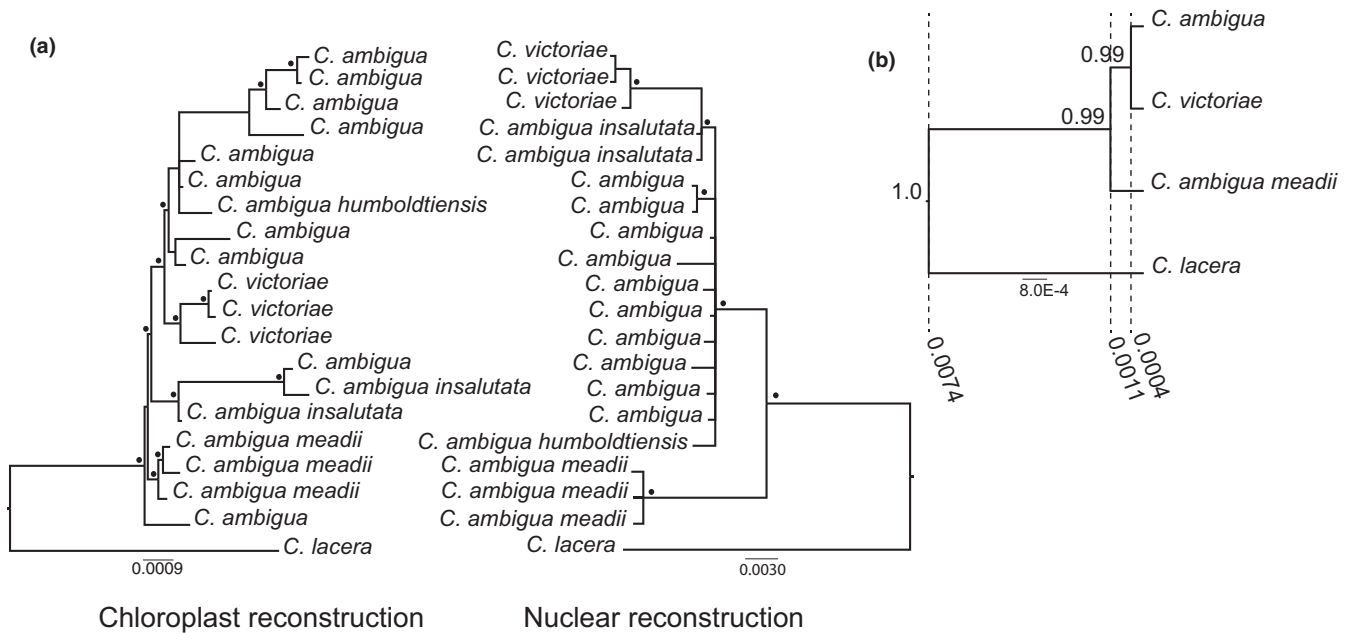 (a)
C. ambigua
C. ambigua
C. ambigua
C. ambigua
C. ambigua
C. ambigua
C. ambigua humboldtiensis
C. ambigua
C. ambigua
C. victoriae
C. victoriae
C. victoriae
C. ambigua
C. ambigua insalutata
C. ambigua insalutata
C. ambigua meadii
C. ambigua meadii
C. ambigua meadii
C. ambigua
C. lacera
0.0009
Chloroplast reconstruction
C. victoriae
C. victoriae
C. victoriae
C. ambigua insalutata
C. ambigua insalutata
C. ambigua
C. ambigua
C. ambigua
C. ambigua
C. ambigua
C. ambigua
C. ambigua
C. ambigua
C. ambigua
C. ambigua
C. ambigua humboldtiensis
C. ambigua meadii
C. ambigua meadii
C. ambigua meadii
C. lacera
0.0030
Nuclear reconstruction
(b)
C. ambigua
0.99
C. victoriae
0.99
C. ambigua meadii
1.0
C. lacera
8.0E-4
0.0074
0.0011
0.0004